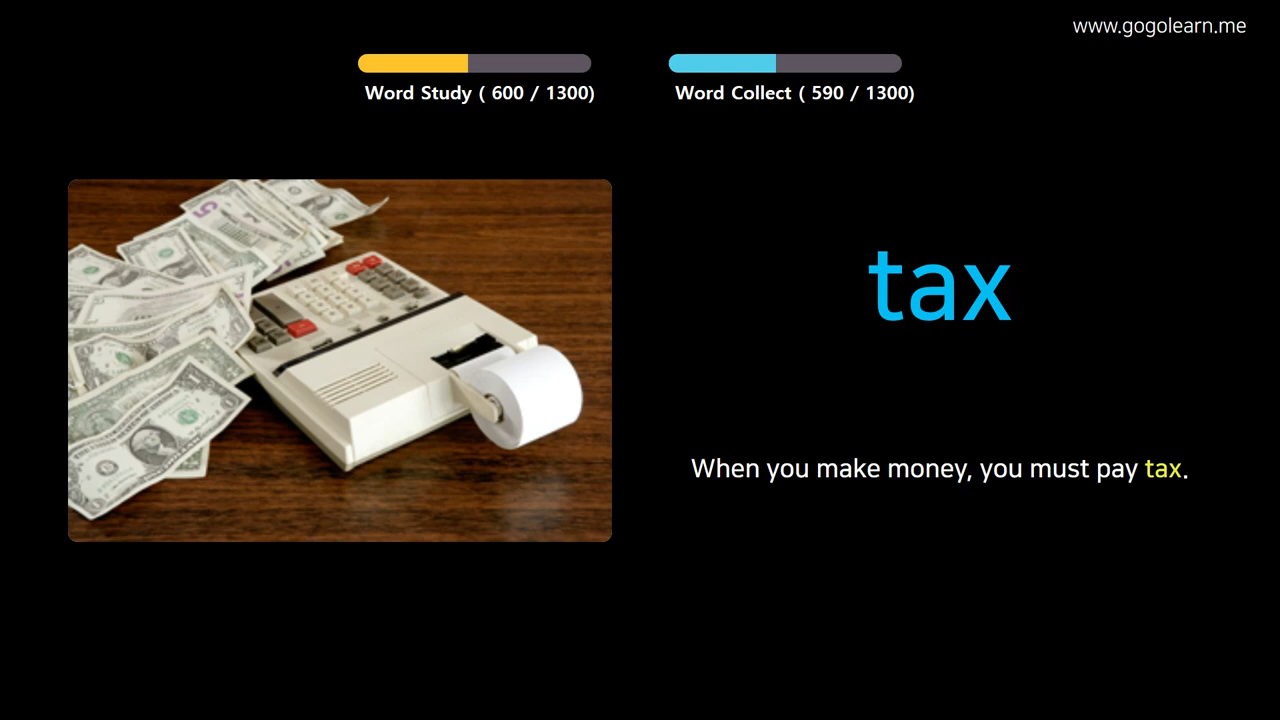 www.gogolearn.me
Word Study ( 600 / 1300)
Word Collect ( 590 / 1300)
tax
When you make money, you must pay tax.